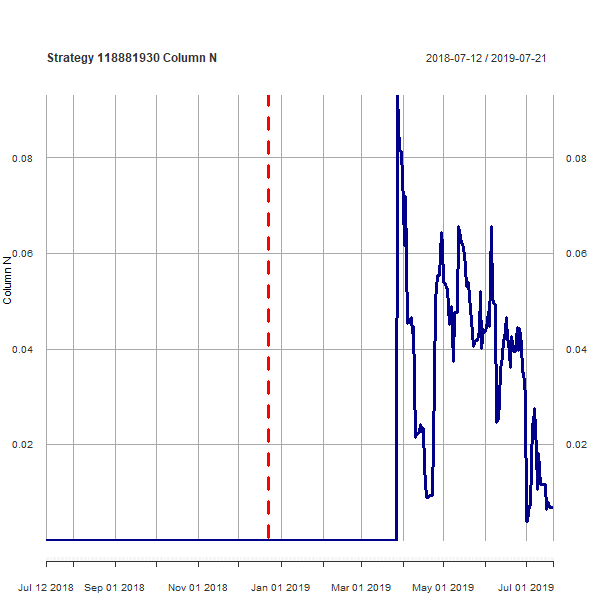 Strategy 118881930 Column N
2018-07-12 / 2019-07-21
0.08
0.08
0.06
0.06
Column N
0.04
0.04
0.02
0.02
Jul 12 2018
Sep 01 2018
Nov 01 2018
Jan 01 2019
Mar 01 2019
May 01 2019
Jul 01 2019